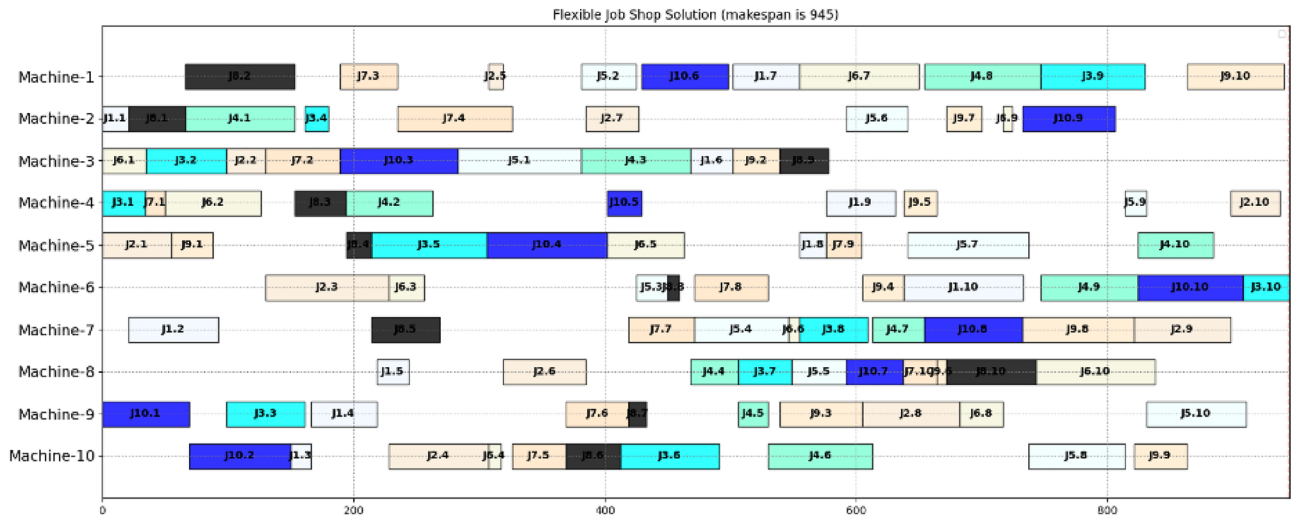 Flexible Job Shop Solution (makespan is 945)
Machine-1 J8.2 J7.3 J2.5 J5.2 J10.6 J1.7 J6.7 J4.8 J3.9 J9.10
Machine-2 J1.1 J8.1 J4.1 J3.4 J7.4 J2.7 J5.6 J9.7 J6.9 J10.9
Machine-3 J6.1 J3.2 J2.2 J7.2 J10.3 J5.1 J4.3 J1.6 J9.2 J8.9
Machine-4 J3.1 J7.1 J6.2 J8.3 J4.2 J10.5 J1.9 J9.5 J5.9 J2.10
Machine-5 J2.1 J9.1 J8.4 J3.5 J10.4 J6.5 J1.8 J7.9 J5.7 J4.10
Machine-6 J2.3 J6.3 J5.3 J8.8 J7.8 J9.4 J1.10 J4.9 J10.10 J3.10
Machine-7 J1.2 J8.5 J7.7 J5.4 J6.6 J3.8 J4.7 J10.8 J9.8 J2.9
Machine-8 J1.5 J2.6 J4.4 J3.7 J5.5 J10.7 J7.10 J9.6 J8.10 J6.10
Machine-9 J10.1 J3.3 J1.4 J7.6 J8.7 J4.5 J9.3 J2.8 J6.8 J5.10
Machine-10 J10.2 J1.3 J2.4 J6.4 J7.5 J8.6 J3.6 J4.6 J5.8 J9.9
0 200 400 600 800